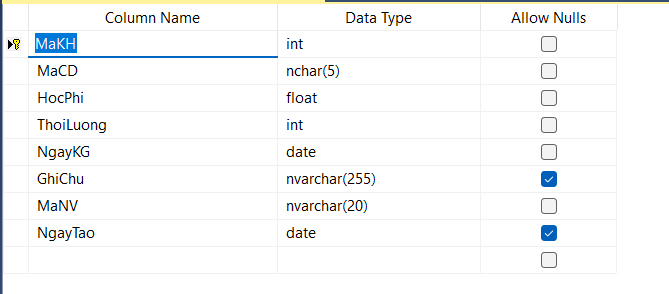 Column Name Data Type Allow Nulls
MaKH int
MaCD nchar(5)
HocPhi float
ThoiLuong int
NgayKG date
GhiChu nvarchar(255)
MaNV nvarchar(20)
NgayTao date